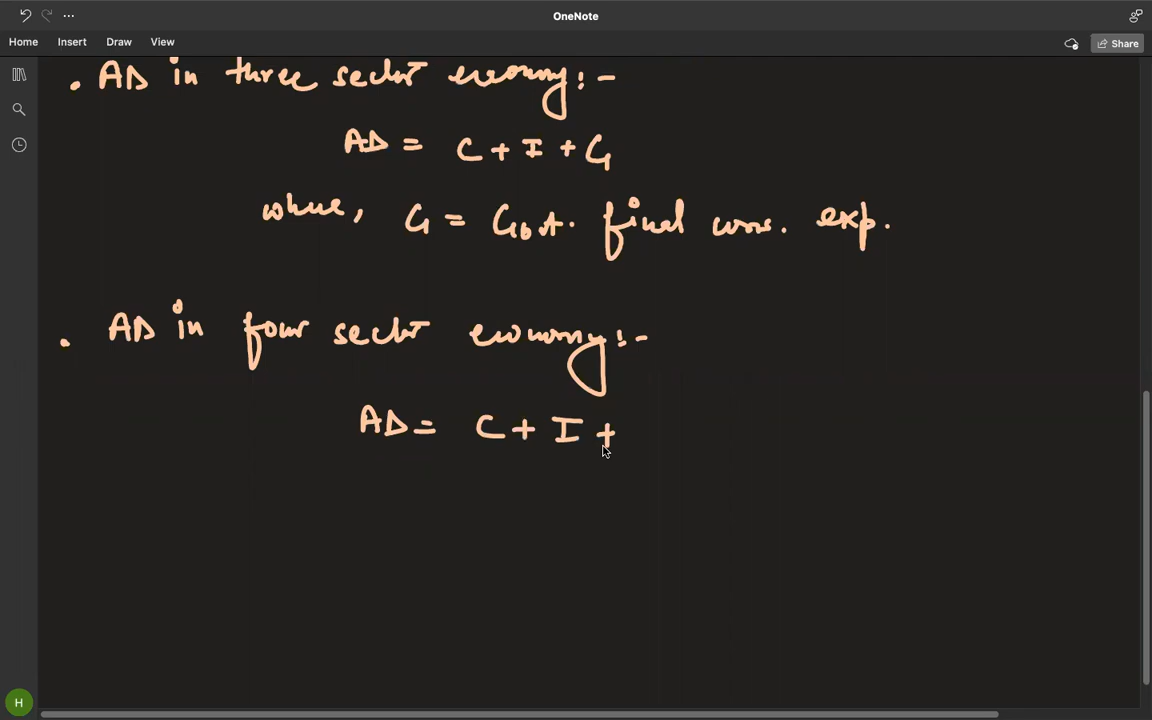 OneNote
Home Insert Draw View Share
. AD in three sector economy :-
AD = C + I + G
where, G = Govt. final cons. exp.
. AD in four sector economy :-
AD = C + I +
H